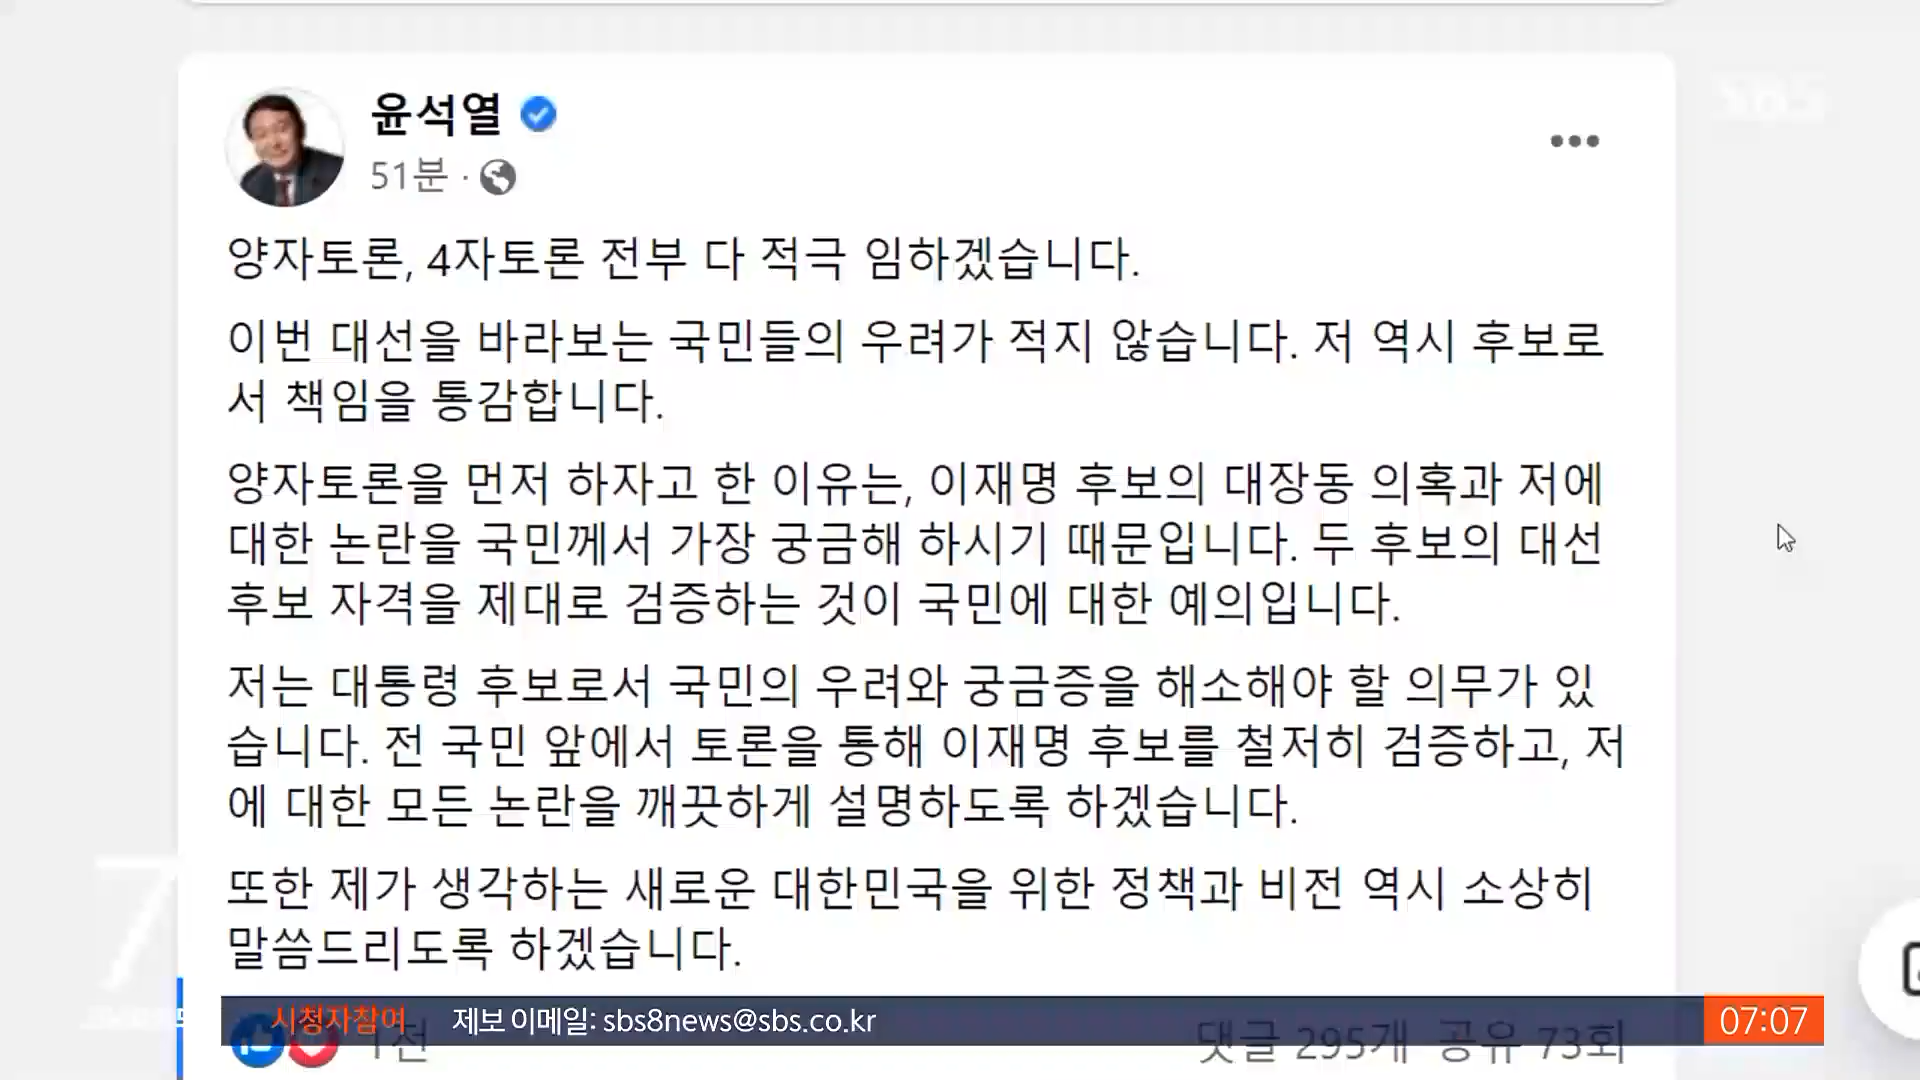 윤석열
SBS
51분 ·
양자토론, 4자토론 전부 다 적극 임하겠습니다.
이번 대선을 바라보는 국민들의 우려가 적지 않습니다. 저 역시 후보로
서 책임을 통감합니다.
양자토론을 먼저 하자고 한 이유는, 이재명 후보의 대장동 의혹과 저에
대한 논란을 국민께서 가장 궁금해 하시기 때문입니다. 두 후보의 대선
후보 자격을 제대로 검증하는 것이 국민에 대한 예의입니다.
저는 대통령 후보로서 국민의 우려와 궁금증을 해소해야 할 의무가 있
습니다. 전 국민 앞에서 토론을 통해 이재명 후보를 철저히 검증하고, 저
에 대한 모든 논란을 깨끗하게 설명하도록 하겠습니다.
또한 제가 생각하는 새로운 대한민국을 위한 정책과 비전 역시 소상히
말씀드리도록 하겠습니다.
7
시청자참여 제보 이메일: sbs8news@sbs.co.kr 07:07
1천 댓글 295개 공유 73회